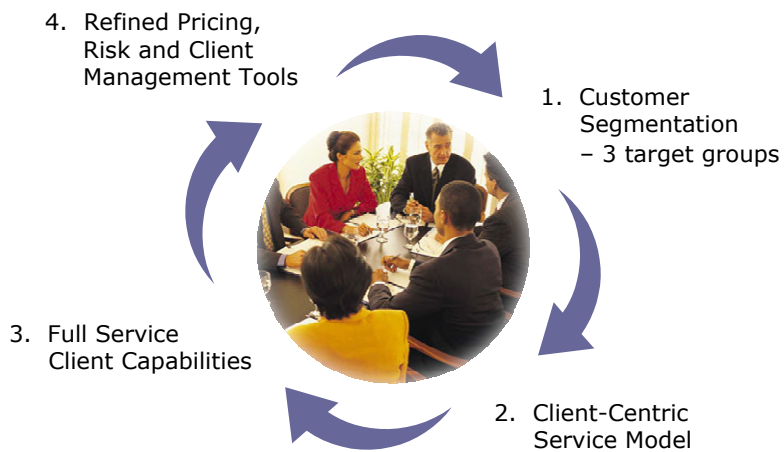 4. Refined Pricing,
Risk and Client
Management Tools
1. Customer
Segmentation
– 3 target groups
3. Full Service
Client Capabilities
2. Client-Centric
Service Model